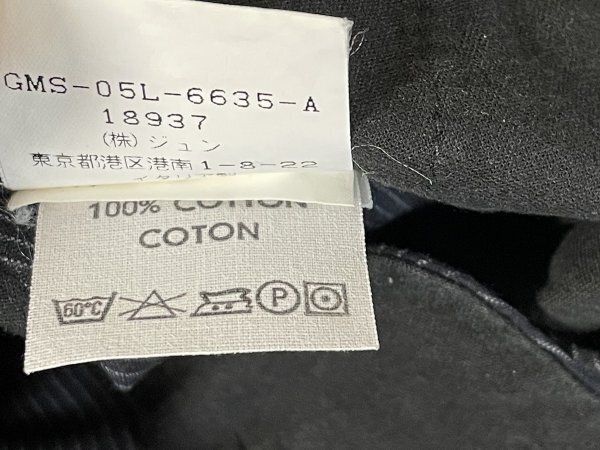 GMS-05L-6635-A
18937
(株)ジュン
東京都港区港南1-8-22
100% COTTON
COTON
60°C P